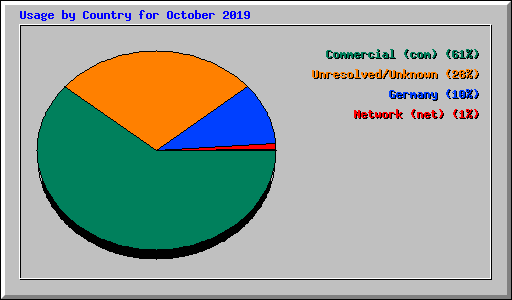 Usage by Country for October 2019
Commercial (com) (61%)
Unresolved/Unknown (28%)
Germany (10%)
Network (net) (1%)